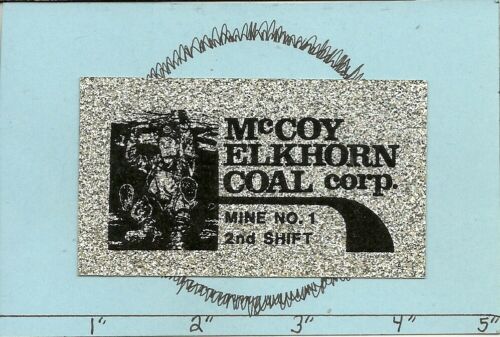 McCOY
ELKHORN
COAL corp.
MINE NO. 1
2nd SHIFT
1" 2" 3" 4" 5"